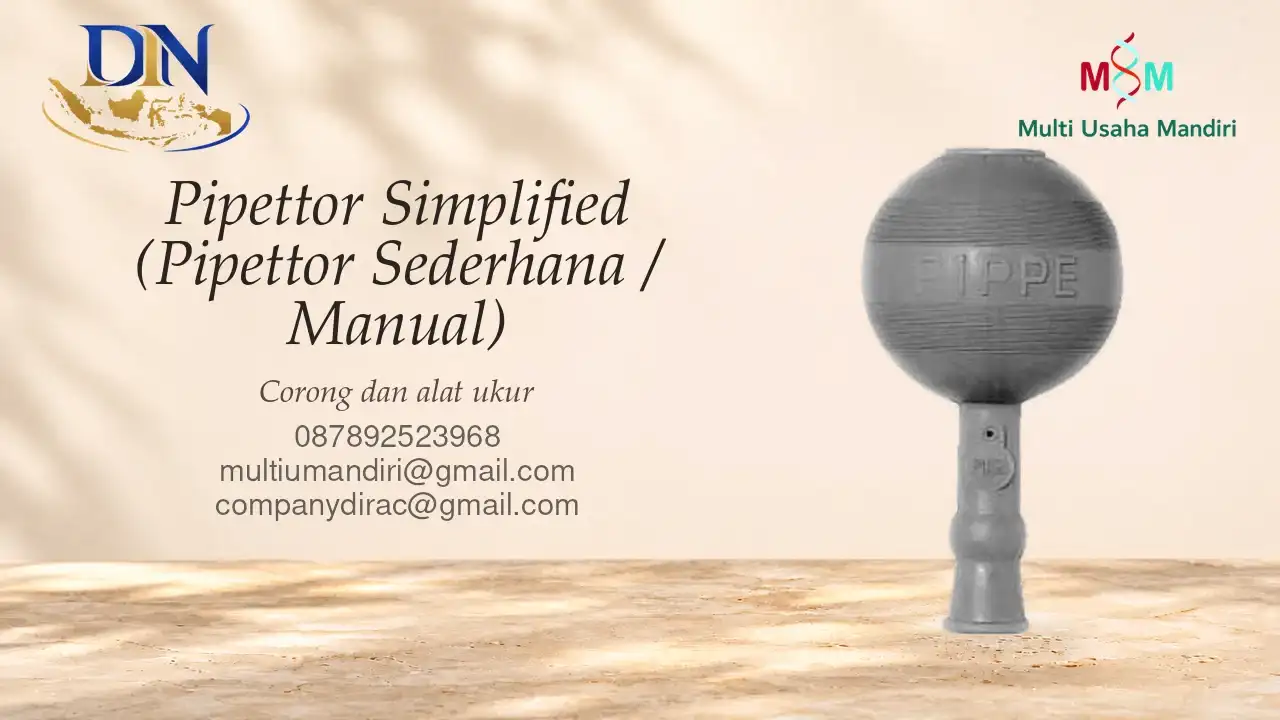 DIN
M M
Multi Usaha Mandiri
Pipettor Simplified
(Pipettor Sederhana /
Manual)
Corong dan alat ukur
087892523968
multiumandiri@gmail.com
companydirac@gmail.com
PIPPE